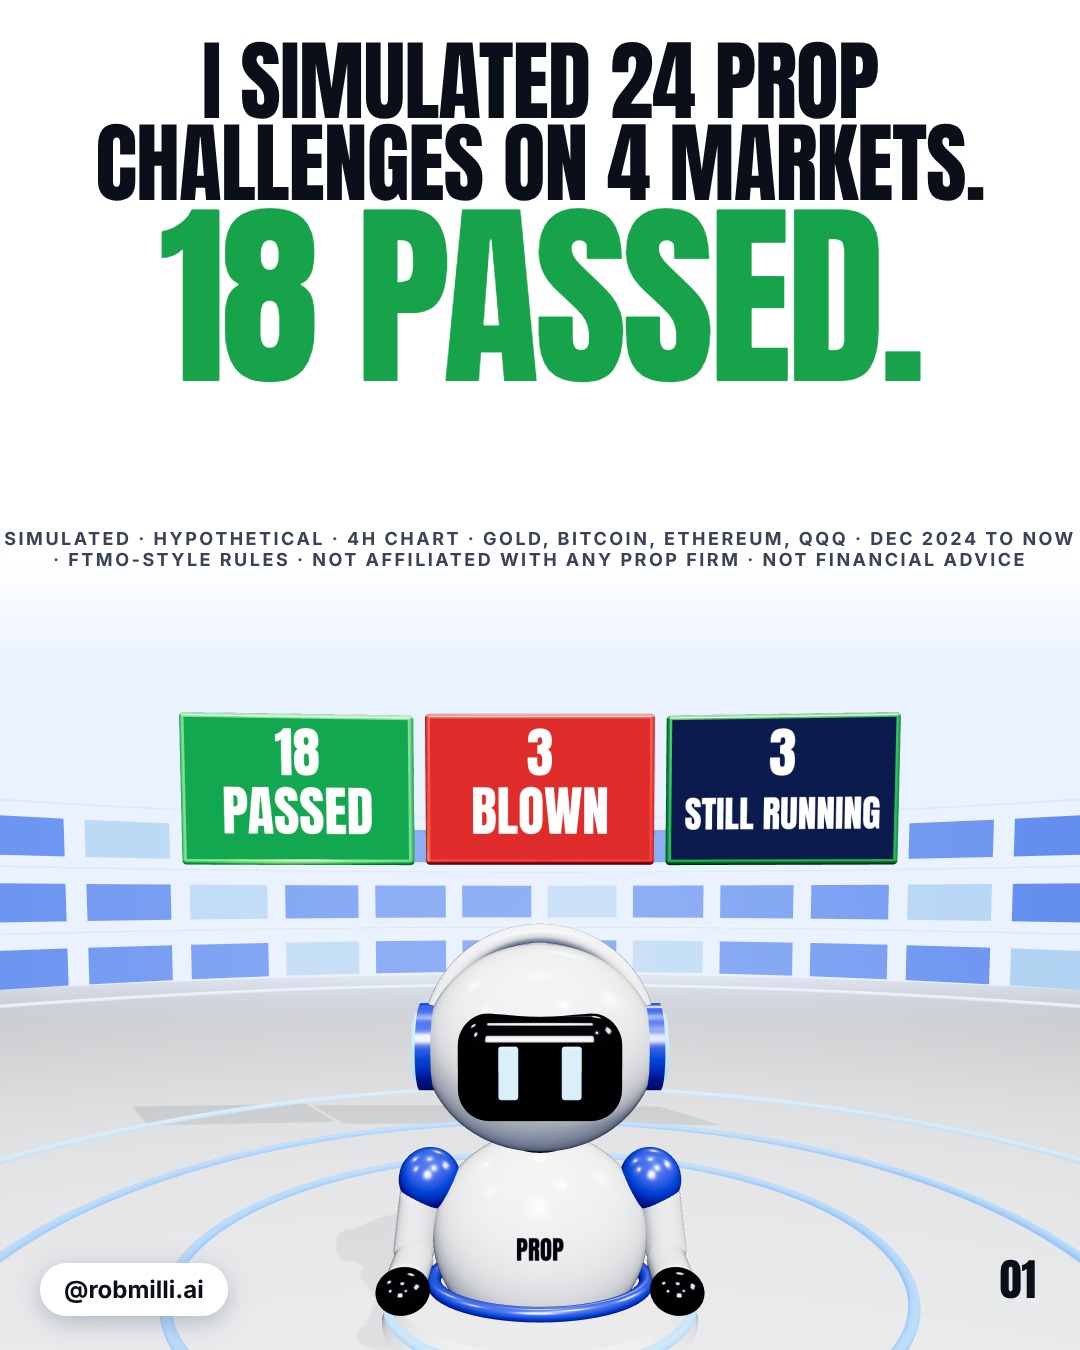 I SIMULATED 24 PROP
CHALLENGES ON 4 MARKETS.
18 PASSED.
SIMULATED · HYPOTHETICAL · 4H CHART · GOLD, BITCOIN, ETHEREUM, QQQ · DEC 2024 TO NOW
· FTMO-STYLE RULES · NOT AFFILIATED WITH ANY PROP FIRM · NOT FINANCIAL ADVICE
18
PASSED
3
BLOWN
3
STILL RUNNING
PROP
@robmilli.ai
01